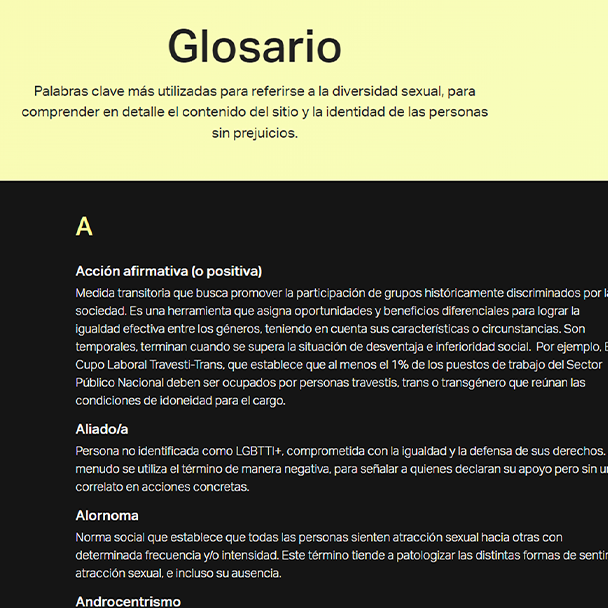 Glosario
Palabras clave más utilizadas para referirse a la diversidad sexual, para
comprender en detalle el contenido del sitio y la identidad de las personas
sin prejuicios.
A
Acción afirmativa (o positiva)
Medida transitoria que busca promover la participación de grupos históricamente discriminados por
sociedad. Es una herramienta que asigna oportunidades y beneficios diferenciales para lograr la
igualdad efectiva entre los géneros, teniendo en cuenta sus características o circunstancias. Son
temporales, terminan cuando se supera la situación de desventaja e inferioridad social. Por ejemplo,
Cupo Laboral Travesti-Trans, que establece que al menos el 1% de los puestos de trabajo del Sector
Público Nacional deben ser ocupados por personas travestis, trans o transgénero que reúnan las
condiciones de idoneidad para el cargo.
Aliado/a
Persona no identificada como LGBTTI+, comprometida con la igualdad y la defensa de sus derechos.
menudo se utiliza el término de manera negativa, para señalar a quienes declaran su apoyo pero sin
correlato en acciones concretas.
Alornoma
Norma social que establece que todas las personas sienten atracción sexual hacia otras con
determinada frecuencia y/o intensidad. Este término tiende a patologizar las distintas formas de
atracción sexual, e incluso su ausencia.
Androcentrismo